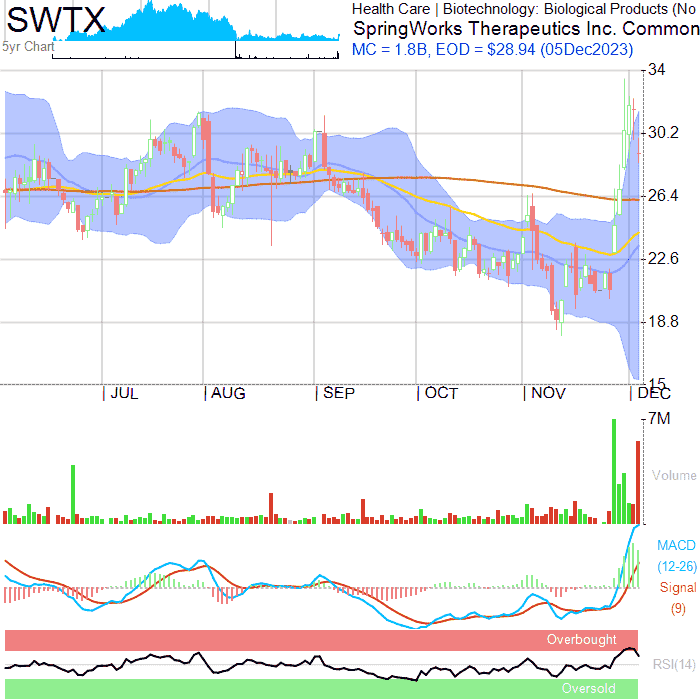 SWTX
Health Care | Biotechnology: Biological Products (No
SpringWorks Therapeutics Inc. Common
5yr Chart
MC = 1.8B, EOD = $28.94 (05Dec2023)
34
30.2
26.4
22.6
18.8
15
JUL AUG SEP OCT NOV DEC
7M
Volume
MACD
(12-26)
Signal
(9)
Overbought
RSI(14)
Oversold